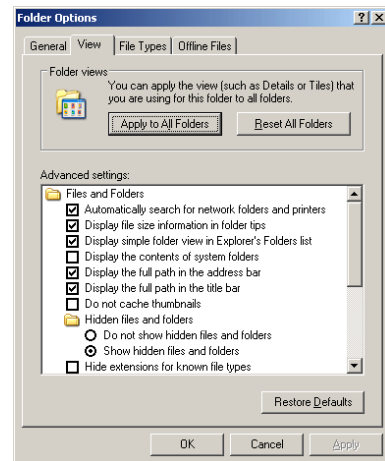 Folder Options
General View File Types Offline Files
Folder views
You can apply the view (such as Details or Tiles) that
you are using for this folder to all folders.
Apply to All Folders Reset All Folders
Advanced settings:
Files and Folders
Automatically search for network folders and printers
Display file size information in folder tips
Display simple folder view in Explorer's Folders list
Display the contents of system folders
Display the full path in the address bar
Display the full path in the title bar
Do not cache thumbnails
Hidden files and folders
Do not show hidden files and folders
Show hidden files and folders
Hide extensions for known file types
Restore Defaults
OK Cancel Apply